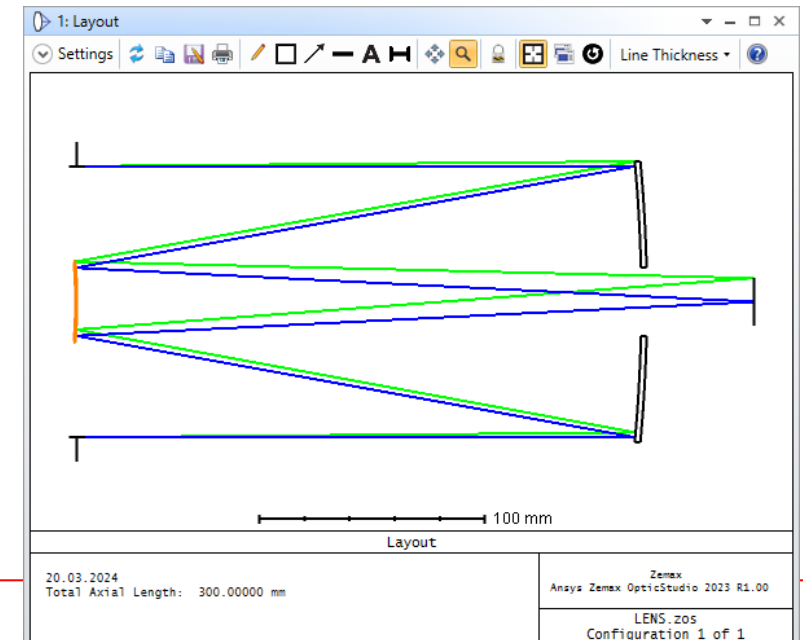 1: Layout
Settings
A
Line Thickness
?
100 mm
Layout
20.03.2024
Total Axial Length: 300.00000 mm
Zemax
Ansys Zemax OpticStudio 2023 R1.00
LENS.zos
Configuration 1 of 1